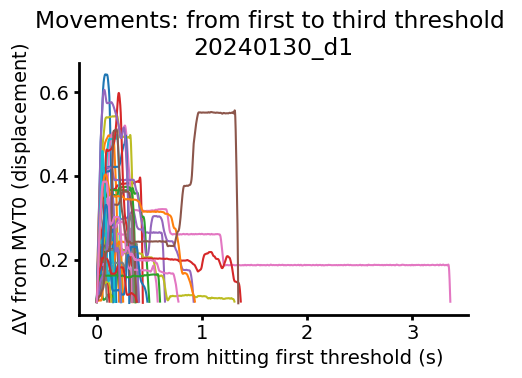 Movements: from first to third threshold
20240130_d1
ΔV from MVT0 (displacement)
0.6
0.4
0.2
0
1
2
3
time from hitting first threshold (s)